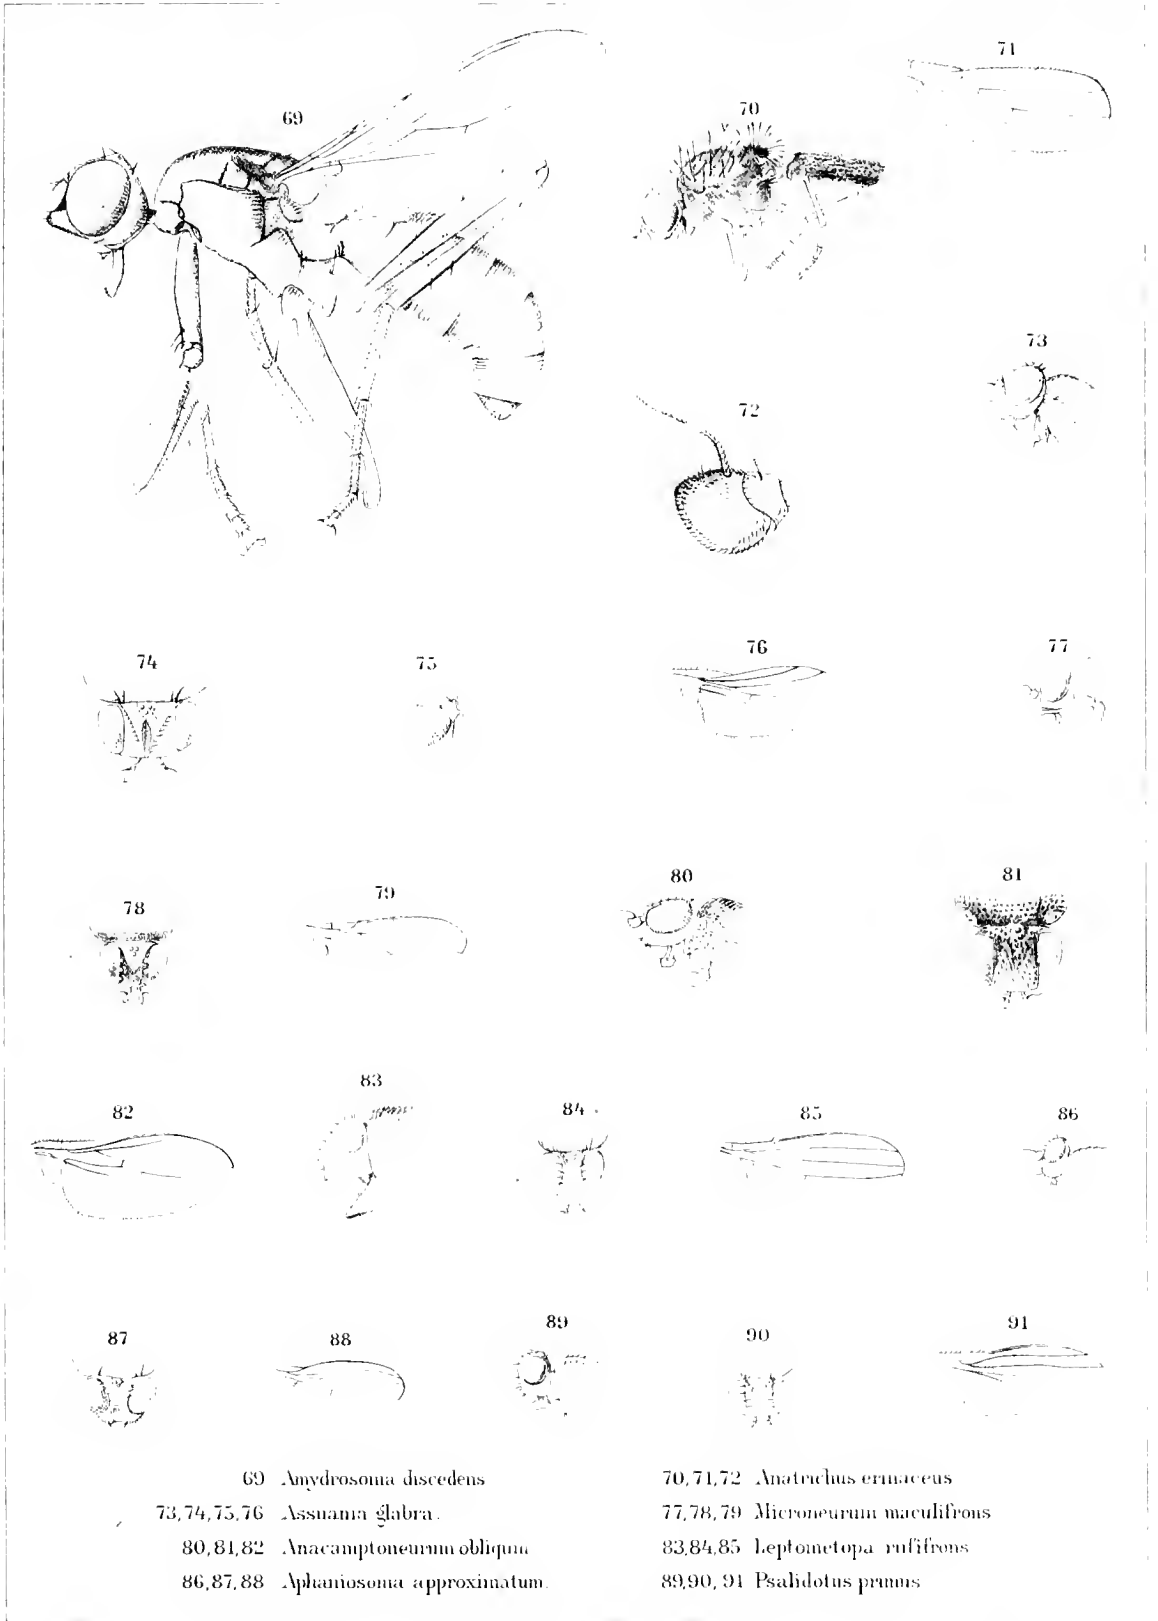 71
69
70
73
72
74
75
76
77
78
79
80
81
82
83
84
85
86
87
88
89
90
91
69 Amydrosoma discedens
70, 71, 72 Anatrichus erinaceus
73, 74, 75, 76 Assuania glabra.
77, 78, 79 Microneurum maculifrons
80, 81, 82 Anacamptoneurum obliquum
83, 84, 85 Leptometopa rufifrons
86, 87, 88 Aphaniosoma approximatum.
89, 90, 91 Psalidotus primus